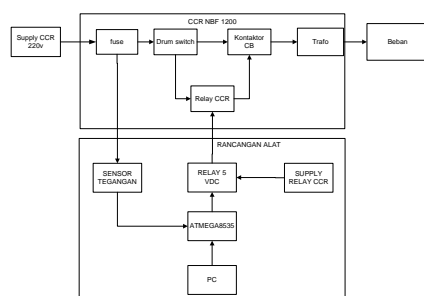 CCR NBF 1200
Supply CCR
220v
fuse
Drum switch
Kontaktor
CB
Trafo
Beban
Relay CCR
RANCANGAN ALAT
SENSOR
TEGANGAN
RELAY 5
VDC
SUPPLY
RELAY CCR
ATMEGA8535
PC